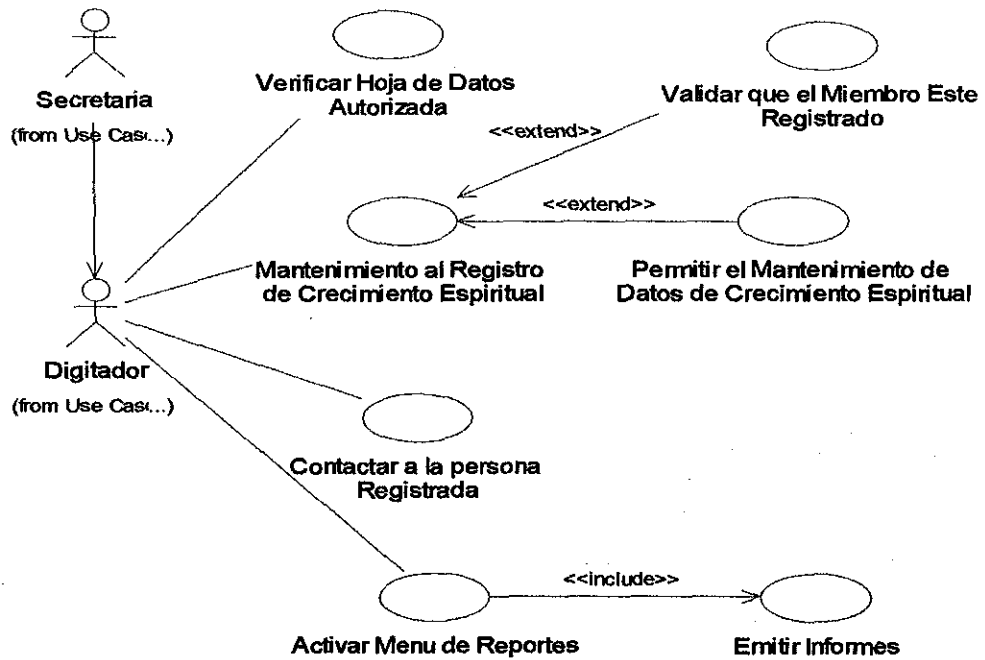 Secretaria
(from Use Cas...)
Verificar Hoja de Datos
Autorizada
Validar que el Miembro Este
Registrado
<<extend>>
<<extend>>
Mantenimiento al Registro
de Crecimiento Espiritual
Permitir el Mantenimiento de
Datos de Crecimiento Espiritual
Digitador
(from Use Cas...)
Contactar a la persona
Registrada
<<include>>
Activar Menu de Reportes
Emitir Informes